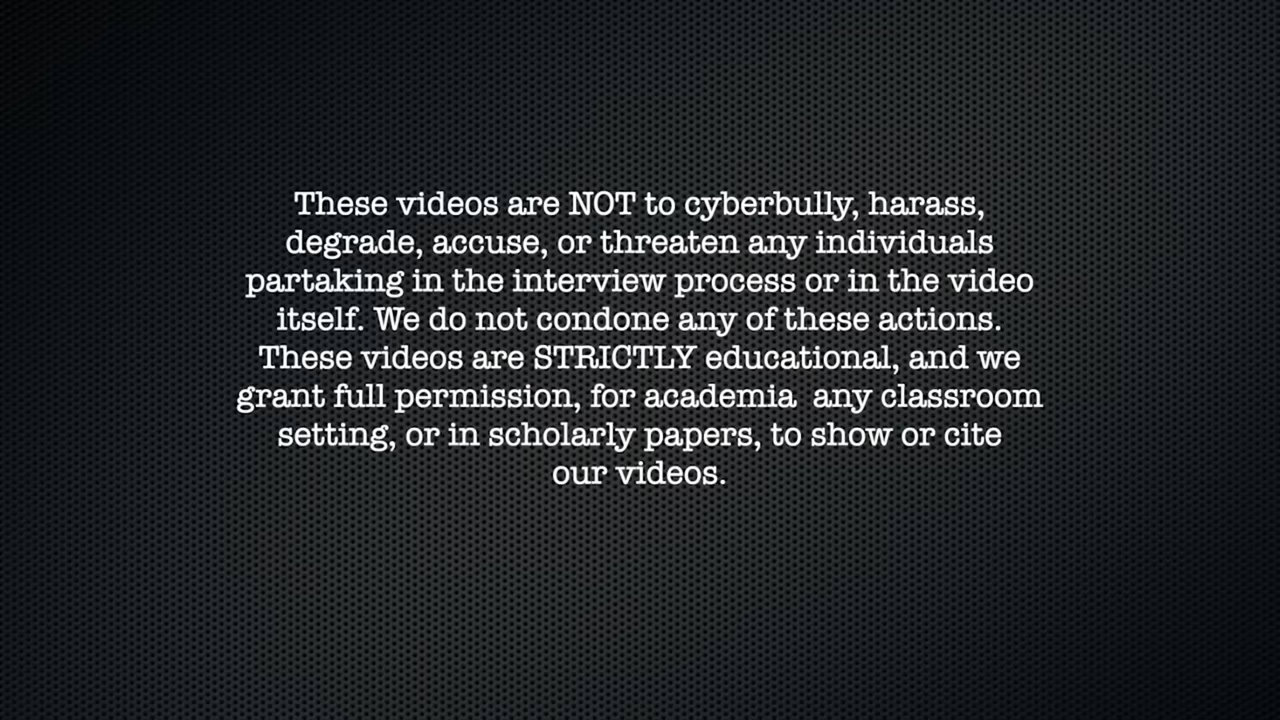 These videos are NOT to cyberbully, harass,
degrade, accuse, or threaten any individuals
partaking in the interview process or in the video
itself. We do not condone any of these actions.
These videos are STRICTLY educational, and we
grant full permission, for academia  any classroom
setting, or in scholarly papers, to show or cite
our videos.